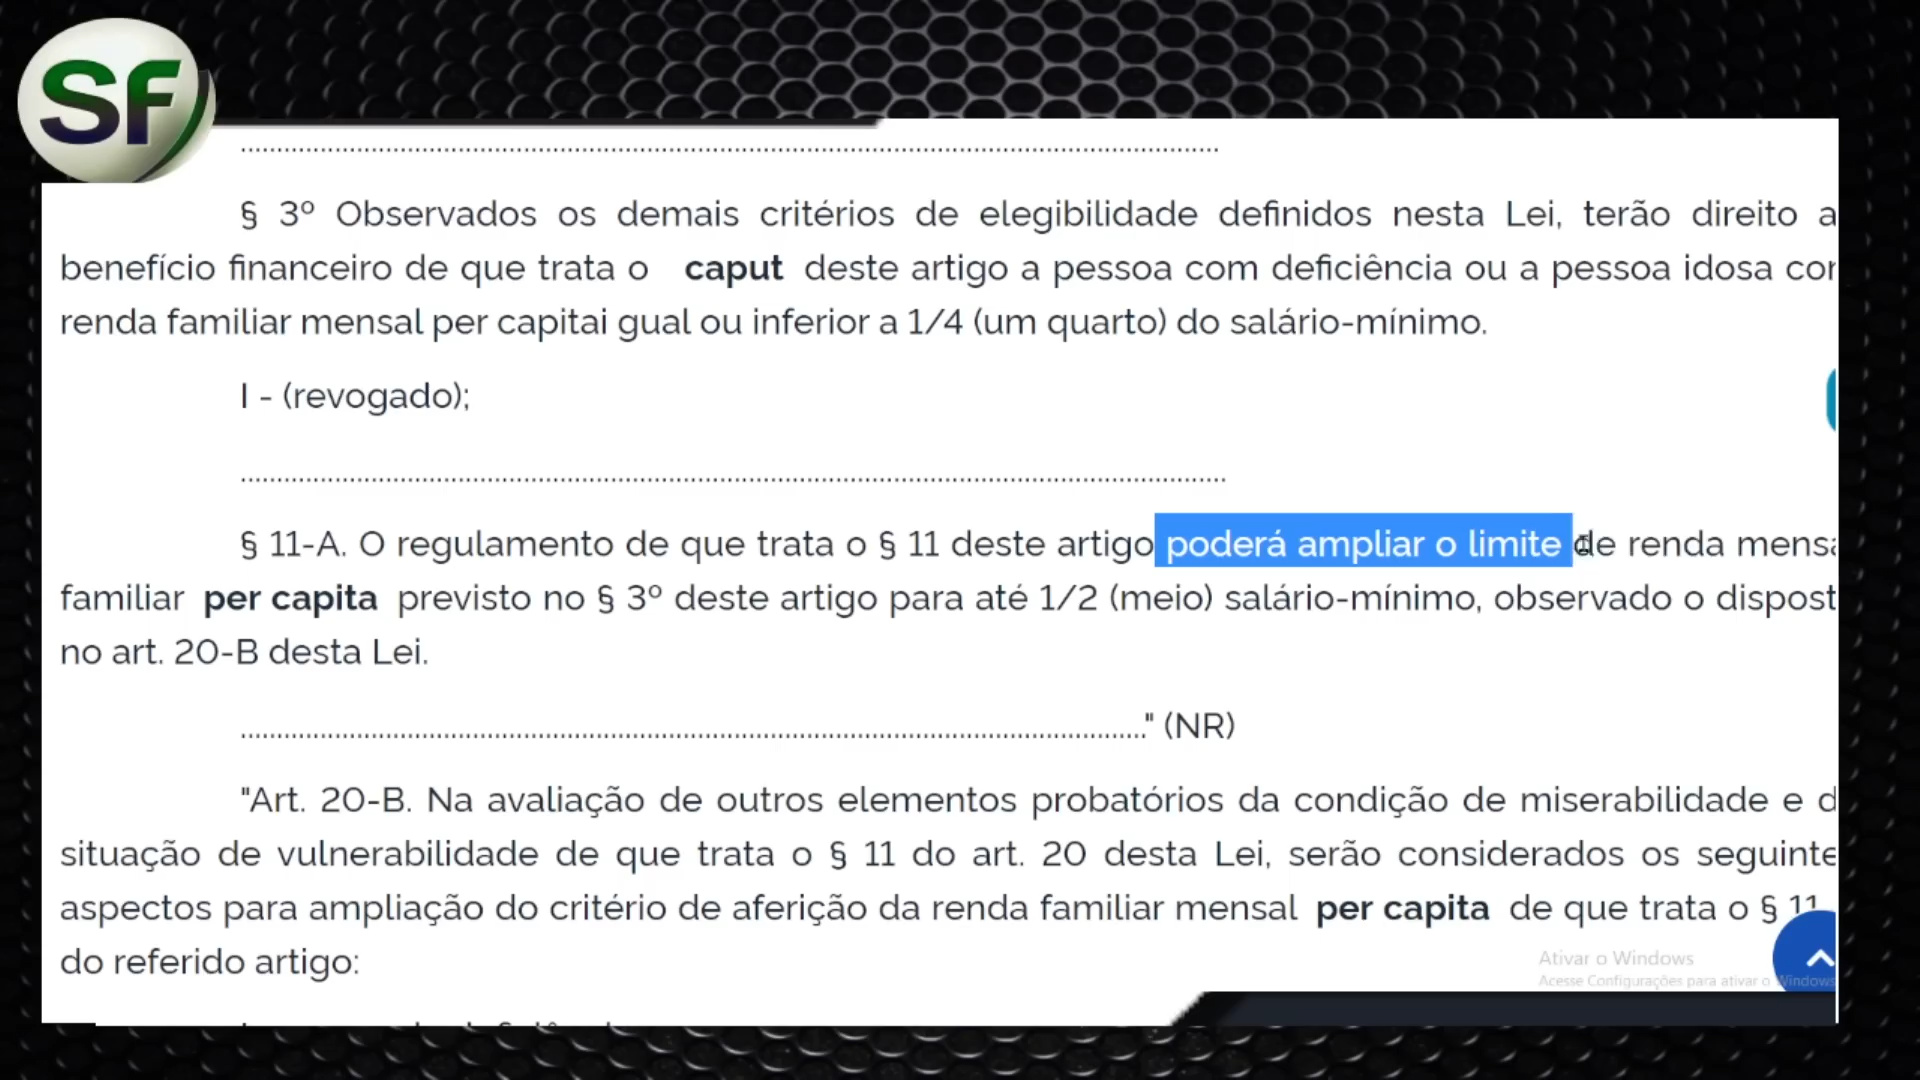 SF
........................................................................................................................................
§ 3º Observados os demais critérios de elegibilidade definidos nesta Lei, terão direito a
benefício financeiro de que trata o caput deste artigo a pessoa com deficiência ou a pessoa idosa co
renda familiar mensal per capitai gual ou inferior a 1/4 (um quarto) do salário-mínimo.
I - (revogado);
.........................................................................................................................................
§ 11-A. O regulamento de que trata o § 11 deste artigo poderá ampliar o limite de renda mens
familiar per capita previsto no § 3º deste artigo para até 1/2 (meio) salário-mínimo, observado o dispost
no art. 20-B desta Lei.
..............................................................................................................................." (NR)
"Art. 20-B. Na avaliação de outros elementos probatórios da condição de miserabilidade e d
situação de vulnerabilidade de que trata o § 11 do art. 20 desta Lei, serão considerados os seguinte
aspectos para ampliação do critério de aferição da renda familiar mensal per capita de que trata o § 11
do referido artigo:
Ativar o Windows
Acesse Configurações para ativar o Windows